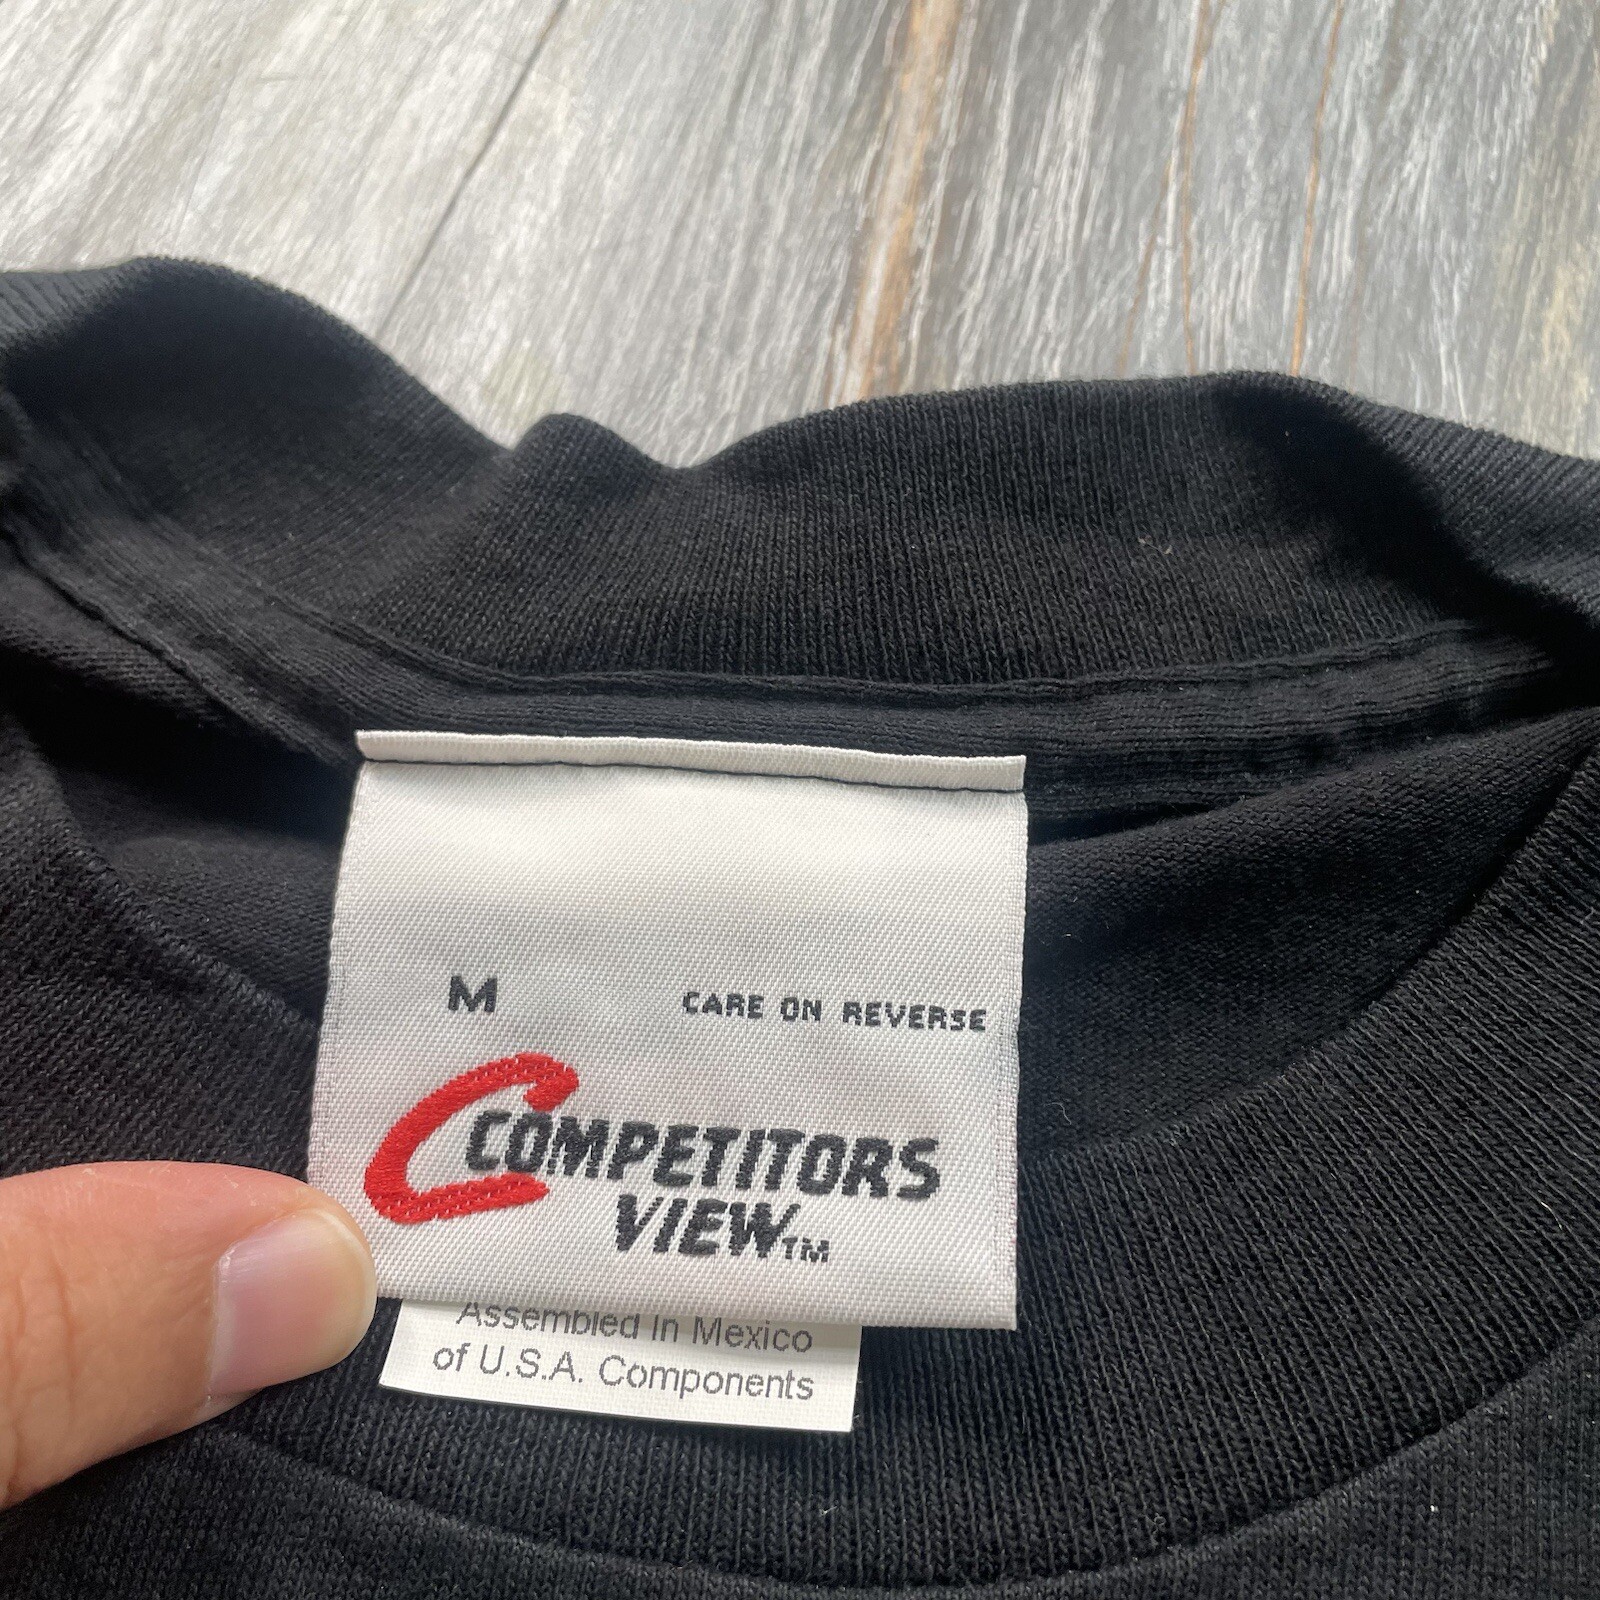 M CARE ON REVERSE
COMPETITORS
VIEW™
Assembled In Mexico
of U.S.A. Components